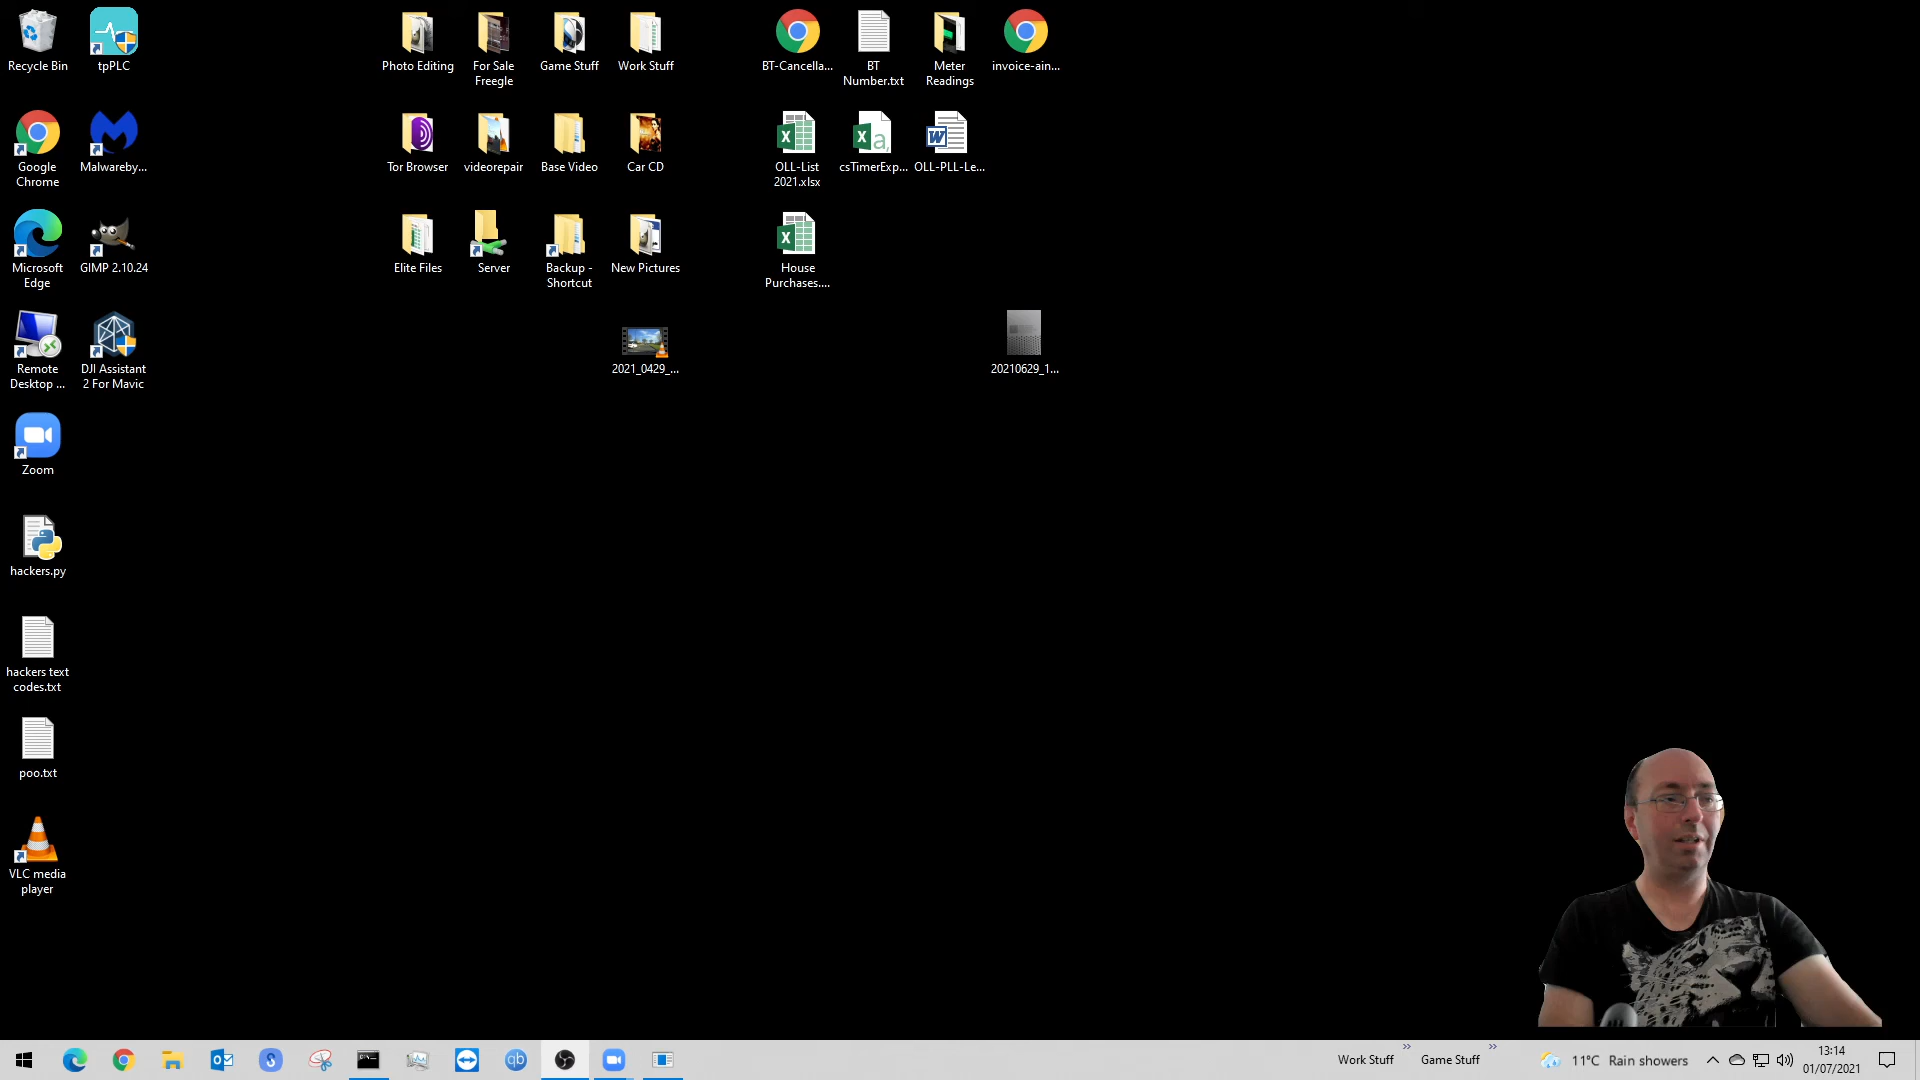 Recycle Bin
tpPLC
Photo Editing
For Sale
Freegle
Game Stuff
Work Stuff
BT-Cancella...
BT
Number.txt
Meter
Readings
invoice-ain...
Google
Chrome
Malwareby...
Tor Browser
videorepair
Base Video
Car CD
OLL-List
2021.xlsx
csTimerExp...
OLL-PLL-Le...
Microsoft
Edge
GIMP 2.10.24
Elite Files
Server
Backup -
Shortcut
New Pictures
House
Purchases....
Remote
Desktop ...
DJI Assistant
2 For Mavic
2021_0429_...
20210629_1...
Zoom
hackers.py
hackers text
codes.txt
poo.txt
VLC media
player
Work Stuff
Game Stuff
11°C Rain showers
13:14
01/07/2021